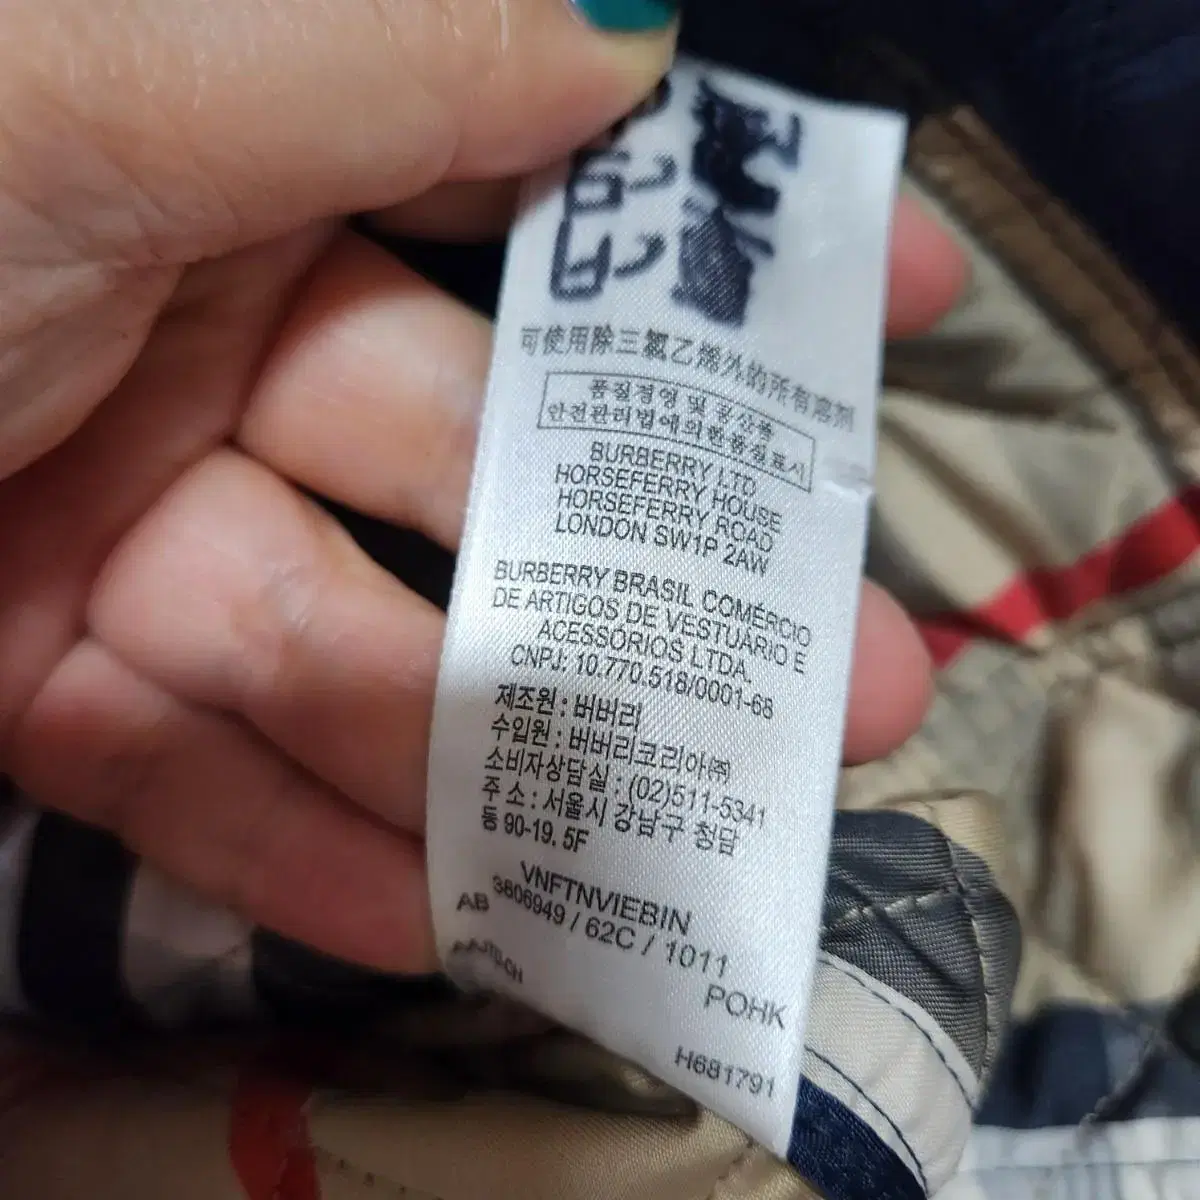 可使用除三氯乙烯外的所有溶剂
품질경영 및 공산품
안전관리법에의한품질표시
BURBERRY LTD
HORSEFERRY HOUSE
HORSEFERRY ROAD
LONDON SW1P 2AW
BURBERRY BRASIL COMÉRCIO
DE ARTIGOS DE VESTUÁRIO E
ACESSÓRIOS LTDA.
CNPJ: 10.770.518/0001-68
제조원 : 버버리
수입원 : 버버리코리아㈜
소비자상담실 : (02)511-5341
주 소 : 서울시 강남구 청담
동 90-19. 5F
VNFTNVIEBIN
3806949 / 62C / 1011
AB
POHK
H681791